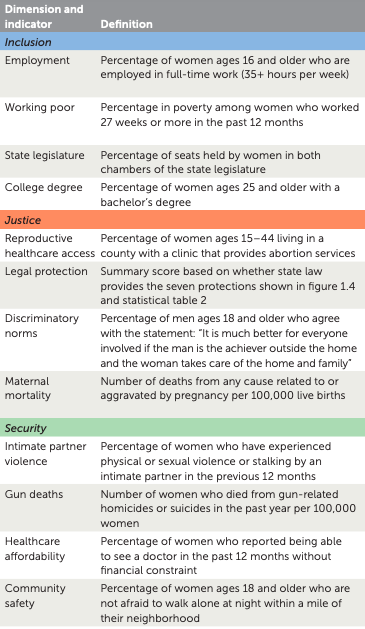 Dimension and
indicator Definition
Inclusion
Employment Percentage of women ages 16 and older who are
employed in full-time work (35+ hours per week)
Working poor Percentage in poverty among women who worked
27 weeks or more in the past 12 months
State legislature Percentage of seats held by women in both
chambers of the state legislature
College degree Percentage of women ages 25 and older with a
bachelor's degree
Justice
Reproductive Percentage of women ages 15–44 living in a
healthcare access county with a clinic that provides abortion services
Legal protection Summary score based on whether state law
provides the seven protections shown in figure 1.4
and statistical table 2
Discriminatory Percentage of men ages 18 and older who agree
norms with the statement: "It is much better for everyone
involved if the man is the achiever outside the home
and the woman takes care of the home and family"
Maternal Number of deaths from any cause related to or
mortality aggravated by pregnancy per 100,000 live births
Security
Intimate partner Percentage of women who have experienced
violence physical or sexual violence or stalking by an
intimate partner in the previous 12 months
Gun deaths Number of women who died from gun-related
homicides or suicides in the past year per 100,000
women
Healthcare Percentage of women who reported being able
affordability to see a doctor in the past 12 months without
financial constraint
Community Percentage of women ages 18 and older who are
safety not afraid to walk alone at night within a mile of
their neighborhood